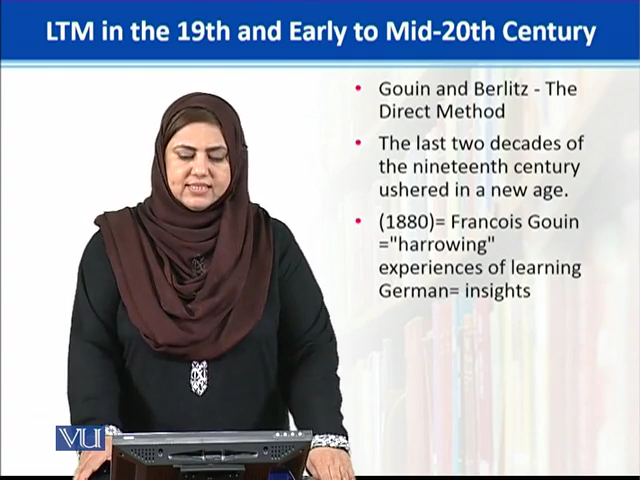 LTM in the 19th and Early to Mid-20th Century
• Gouin and Berlitz - The
Direct Method
• The last two decades of
the nineteenth century
ushered in a new age.
• (1880)= Francois Gouin
="harrowing"
experiences of learning
German= insights
VU